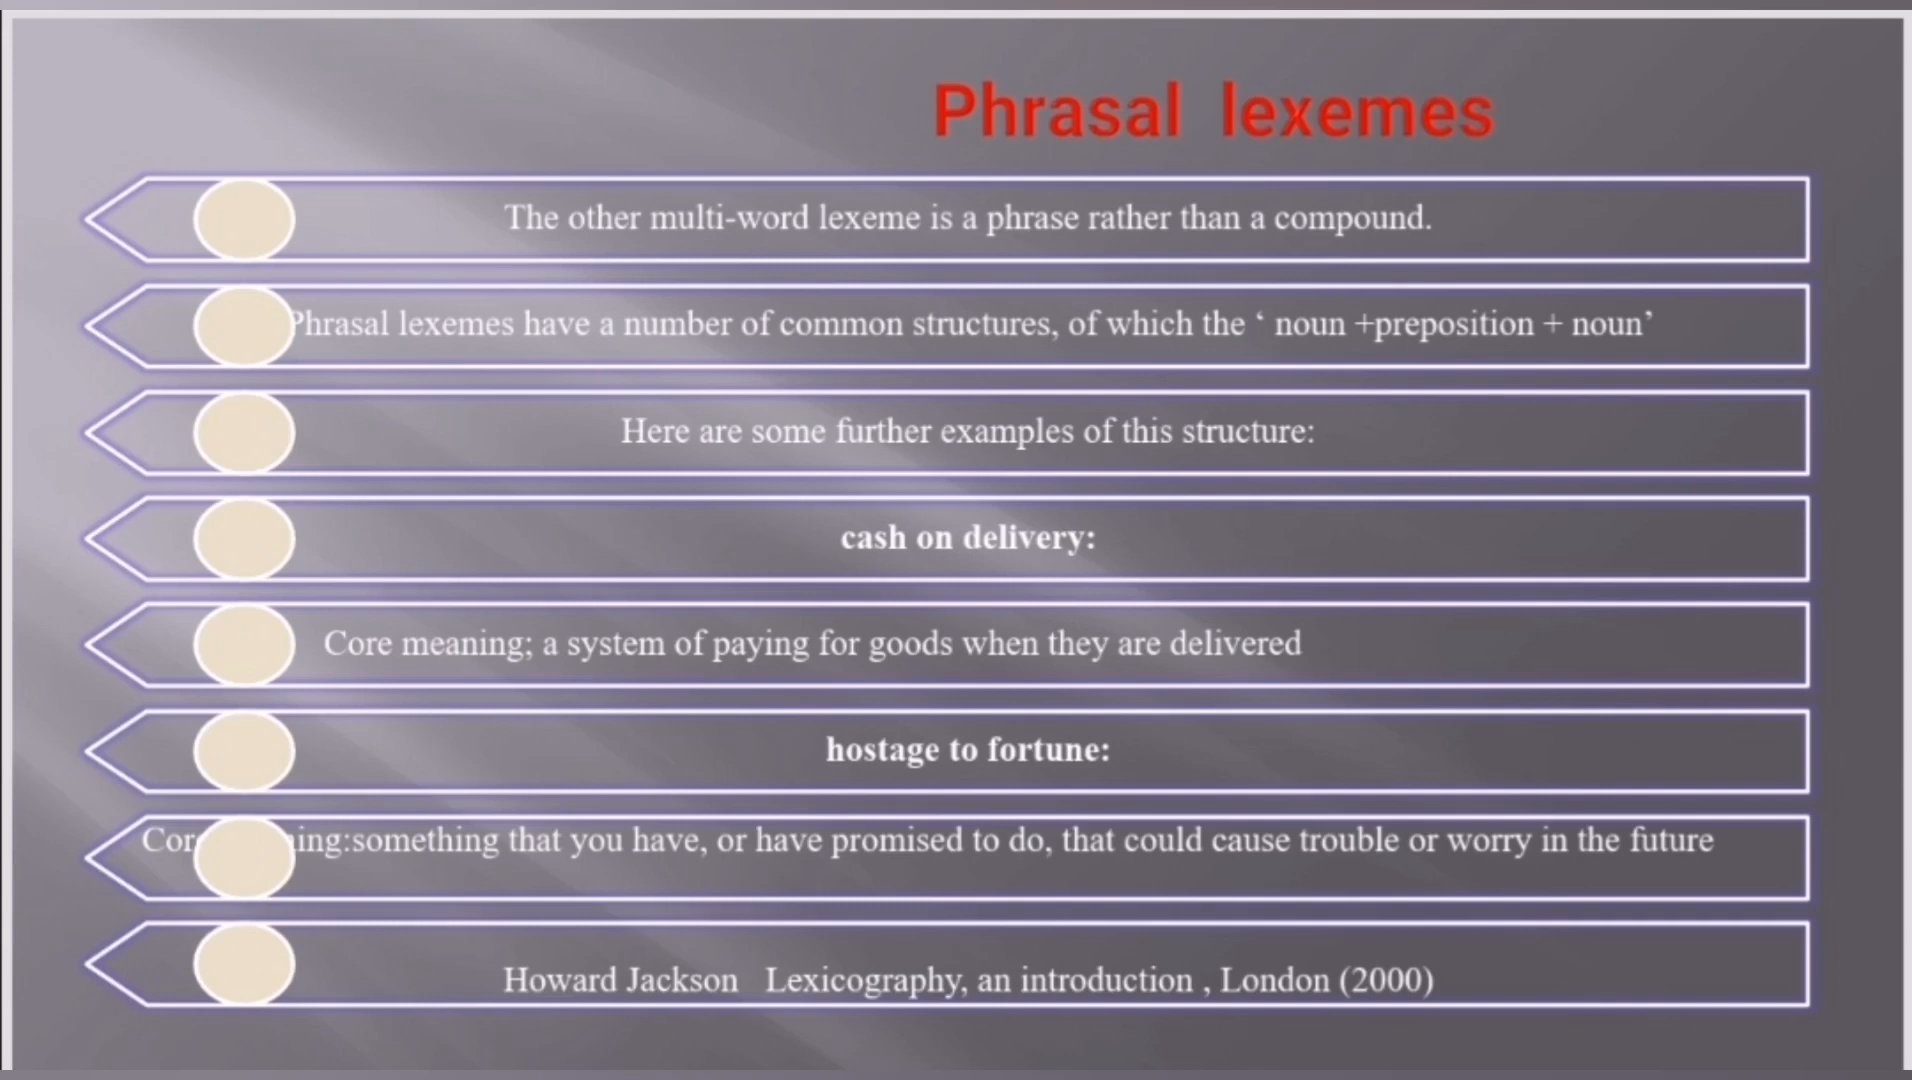 Phrasal lexemes
The other multi-word lexeme is a phrase rather than a compound.
Phrasal lexemes have a number of common structures, of which the ‘ noun +preposition + noun’
Here are some further examples of this structure:
cash on delivery:
Core meaning; a system of paying for goods when they are delivered
hostage to fortune:
something that you have, or have promised to do, that could cause trouble or worry in the future
Howard Jackson Lexicography, an introduction , London (2000)